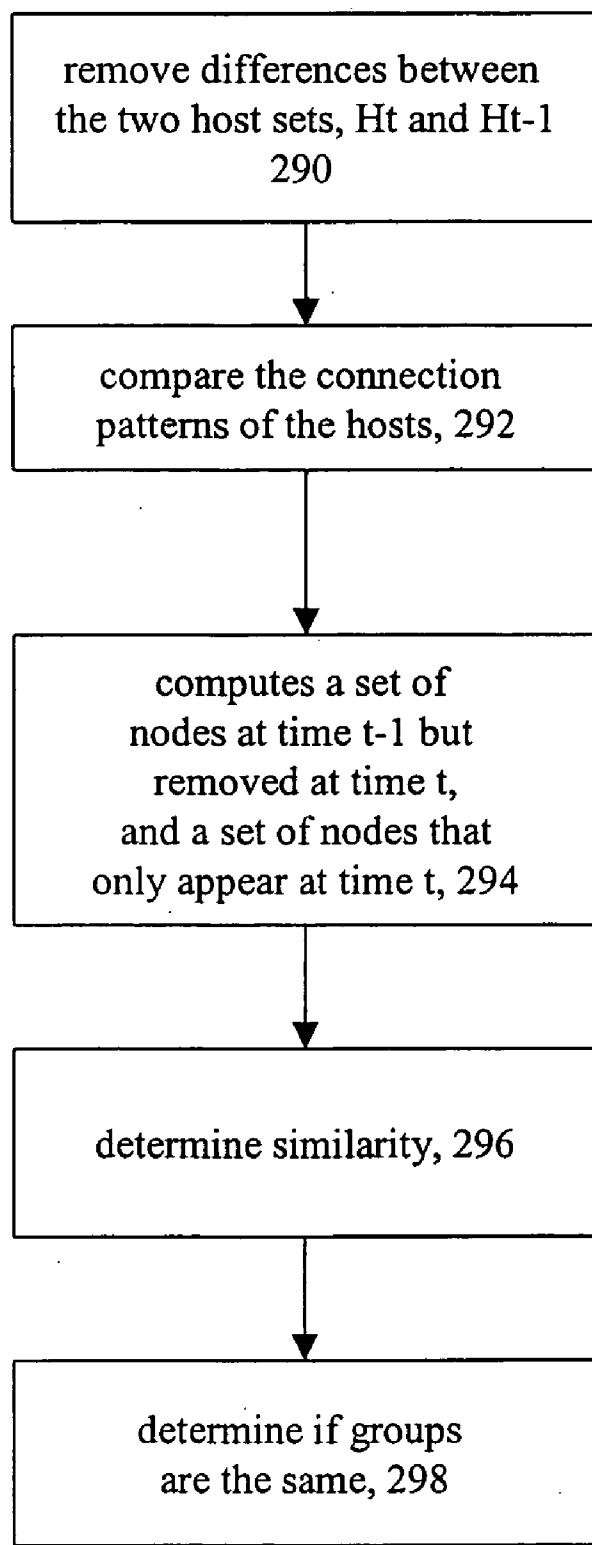 remove differences between
the two host sets, Ht and Ht-1
290
compare the connection
patterns of the hosts, 292
computes a set of
nodes at time t-1 but
removed at time t,
and a set of nodes that
only appear at time t, 294
determine similarity, 296
determine if groups
are the same, 298